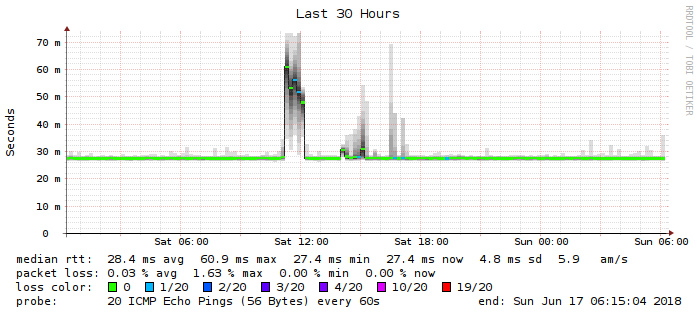 Last 30 Hours
RRDTOOL / TOBI OETIKER
Seconds
70 m
60 m
50 m
40 m
30 m
20 m
10 m
0
Sat 06:00 Sat 12:00 Sat 18:00 Sun 00:00 Sun 06:00
median rtt: 28.4 ms avg 60.9 ms max 27.4 ms min 27.4 ms now 4.8 ms sd 5.9 am/s
packet loss: 0.03 % avg 1.63 % max 0.00 % min 0.00 % now
loss color: 0 1/20 2/20 3/20 4/20 10/20 19/20
probe: 20 ICMP Echo Pings (56 Bytes) every 60s end: Sun Jun 17 06:15:04 2018